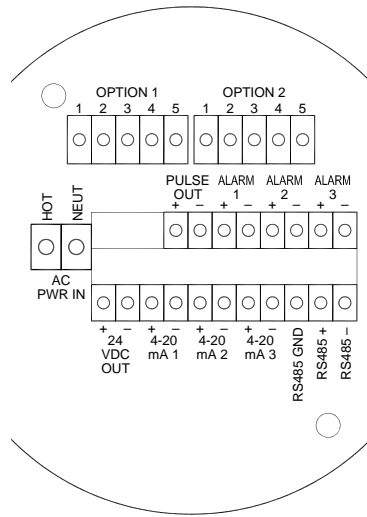 OPTION 1 OPTION 2
1 2 3 4 5 1 2 3 4 5
HOT
NEUT
AC
PWR IN
PULSE
OUT
+ –
ALARM
1
+ –
ALARM
2
+ –
ALARM
3
+ –
+ –
24
VDC
OUT
+ –
4-20
mA 1
+ –
4-20
mA 2
+ –
4-20
mA 3
RS485 GND
RS485 +
RS485 –